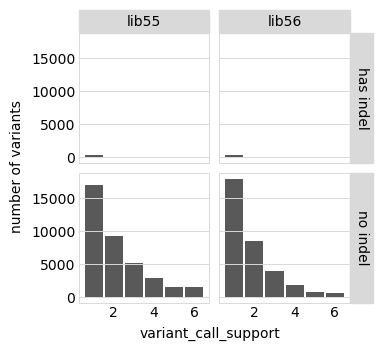 lib55 lib56
15000
10000
5000
0
has indel
15000
10000
5000
0
no indel
number of variants
2 4 6 2 4 6
variant_call_support